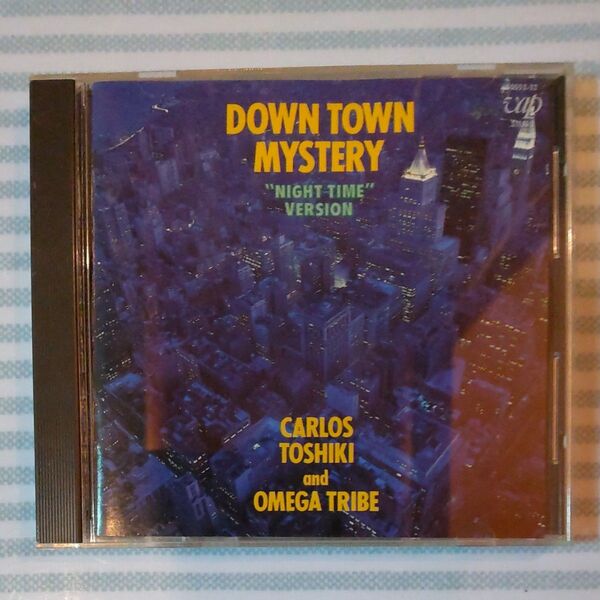 DOWN TOWN
MYSTERY
"NIGHT TIME"
VERSION
vap
CARLOS
TOSHIKI
and
OMEGA TRIBE